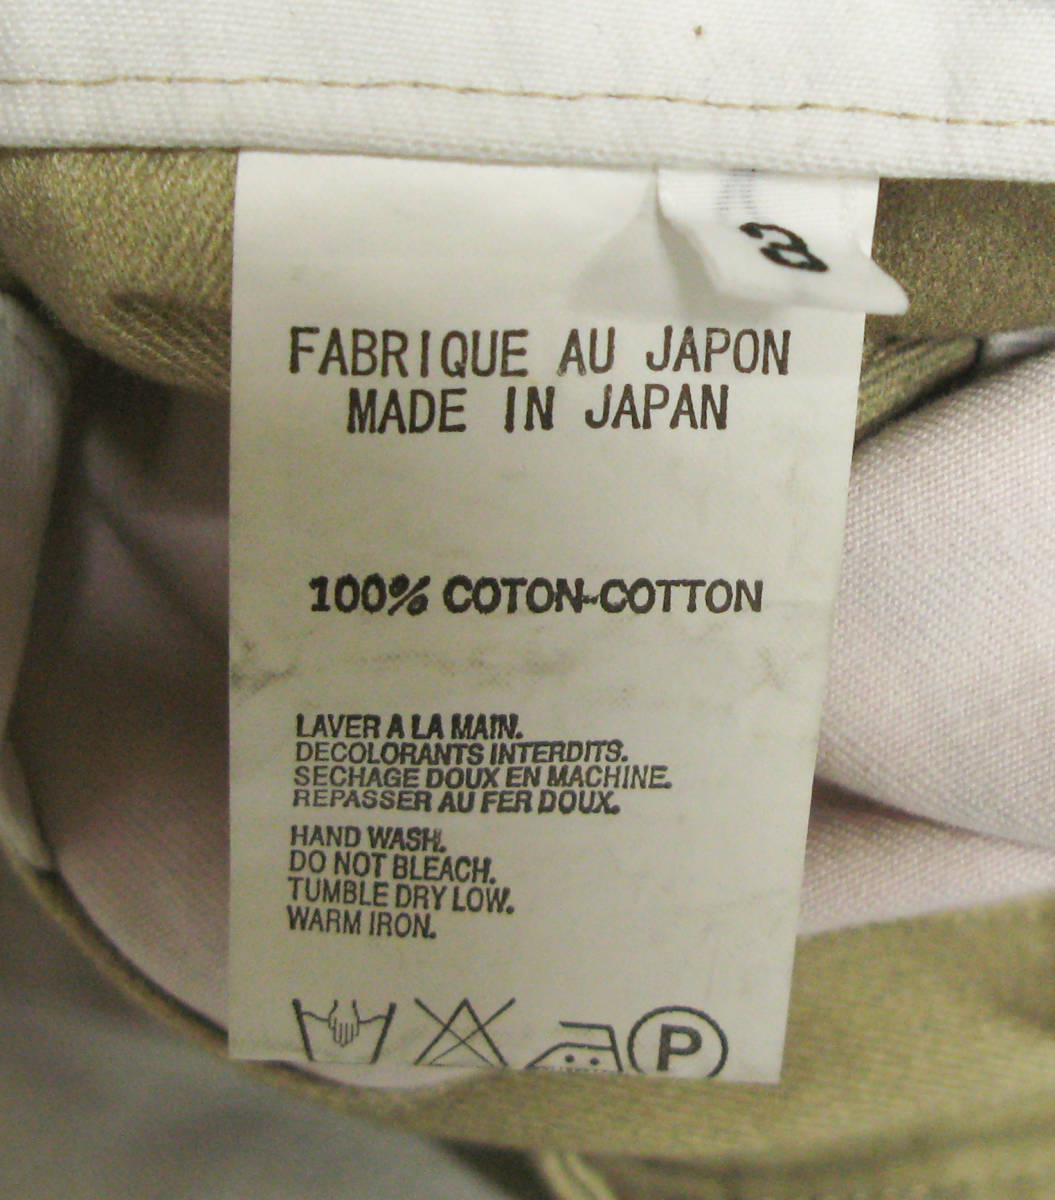 2
FABRIQUE AU JAPON
MADE IN JAPAN
100% COTON-COTTON
LAVER A LA MAIN.
DECOLORANTS INTERDITS.
SECHAGE DOUX EN MACHINE.
REPASSER AU FER DOUX.
HAND WASH.
DO NOT BLEACH.
TUMBLE DRY LOW.
WARM IRON.
P